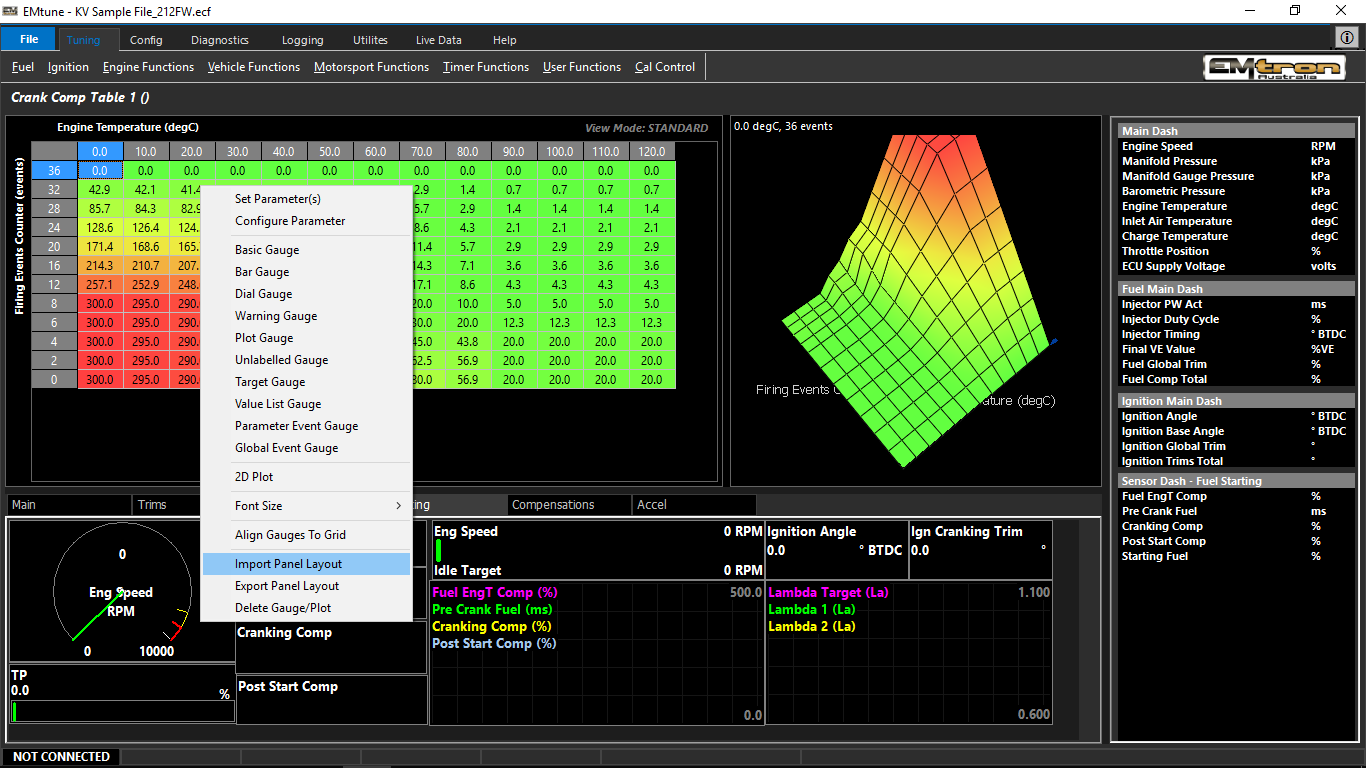 EMtune - KV Sample File_212FW.ecf
File Tuning Config Diagnostics Logging Utilites Live Data Help
Fuel Ignition Engine Functions Vehicle Functions Motorsport Functions Timer Functions User Functions Cal Control
EMtron
Australia
Crank Comp Table 1 ()
Engine Temperature (degC) View Mode: STANDARD
Firing Events Counter (events)
0.0 10.0 20.0 30.0 40.0 50.0 60.0 70.0 80.0 90.0 100.0 110.0 120.0
36 0.0 0.0 0.0 0.0 0.0 0.0 0.0 0.0 0.0 0.0 0.0 0.0 0.0
32 42.9 42.1 41.4 2.9 1.4 0.7 0.7 0.7 0.7
28 85.7 84.3 82.9 5.7 2.9 1.4 1.4 1.4 1.4
24 128.6 126.4 124. 8.6 4.3 2.1 2.1 2.1 2.1
20 171.4 168.6 165. 11.4 5.7 2.9 2.9 2.9 2.9
16 214.3 210.7 207. 14.3 7.1 3.6 3.6 3.6 3.6
12 257.1 252.9 248. 17.1 8.6 4.3 4.3 4.3 4.3
8 300.0 295.0 290. 20.0 10.0 5.0 5.0 5.0 5.0
6 300.0 295.0 290. 30.0 20.0 12.3 12.3 12.3 12.3
4 300.0 295.0 290. 45.0 43.8 20.0 20.0 20.0 20.0
2 300.0 295.0 290. 62.5 56.9 20.0 20.0 20.0 20.0
0 300.0 295.0 290. 80.0 56.9 20.0 20.0 20.0 20.0
Set Parameter(s)
Configure Parameter
Basic Gauge
Bar Gauge
Dial Gauge
Warning Gauge
Plot Gauge
Unlabelled Gauge
Target Gauge
Value List Gauge
Parameter Event Gauge
Global Event Gauge
2D Plot
Font Size
Align Gauges To Grid
Import Panel Layout
Export Panel Layout
Delete Gauge/Plot
0.0 degC, 36 events
Firing Events
ature (degC)
Main Dash
Engine Speed RPM
Manifold Pressure kPa
Manifold Gauge Pressure kPa
Barometric Pressure kPa
Engine Temperature degC
Inlet Air Temperature degC
Charge Temperature degC
Throttle Position %
ECU Supply Voltage volts
Fuel Main Dash
Injector PW Act ms
Injector Duty Cycle %
Injector Timing ° BTDC
Final VE Value %VE
Fuel Global Trim %
Fuel Comp Total %
Ignition Main Dash
Ignition Angle ° BTDC
Ignition Base Angle ° BTDC
Ignition Global Trim °
Ignition Trims Total °
Sensor Dash - Fuel Starting
Fuel EngT Comp %
Pre Crank Fuel ms
Cranking Comp %
Post Start Comp %
Starting Fuel %
Main Trims ing Compensations Accel
0
Eng Speed
RPM
0 10000
TP
0.0 %
Cranking Comp
Post Start Comp
Eng Speed 0 RPM
Idle Target 0 RPM
Ignition Angle
0.0 ° BTDC
Ign Cranking Trim
0.0 °
Fuel EngT Comp (%) 500.0
Pre Crank Fuel (ms)
Cranking Comp (%)
Post Start Comp (%)
0.0
Lambda Target (La) 1.100
Lambda 1 (La)
Lambda 2 (La)
0.600
NOT CONNECTED